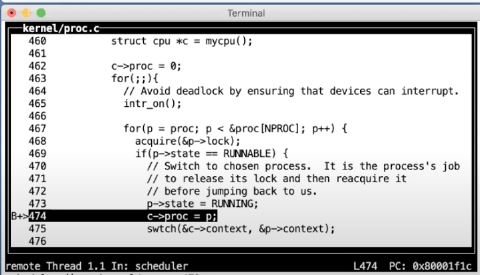 Terminal
kernel/proc.c
460 struct cpu *c = mycpu();
461
462 c->proc = 0;
463 for(;;){
464 // Avoid deadlock by ensuring that devices can interrupt.
465 intr_on();
466
467 for(p = proc; p < &proc[NPROC]; p++) {
468 acquire(&p->lock);
469 if(p->state == RUNNABLE) {
470 // Switch to chosen process.  It is the process's job
471 // to release its lock and then reacquire it
472 // before jumping back to us.
473 p->state = RUNNING;
B+>474 c->proc = p;
475 swtch(&c->context, &p->context);
476
remote Thread 1.1 In: scheduler L474 PC: 0x80001f1c